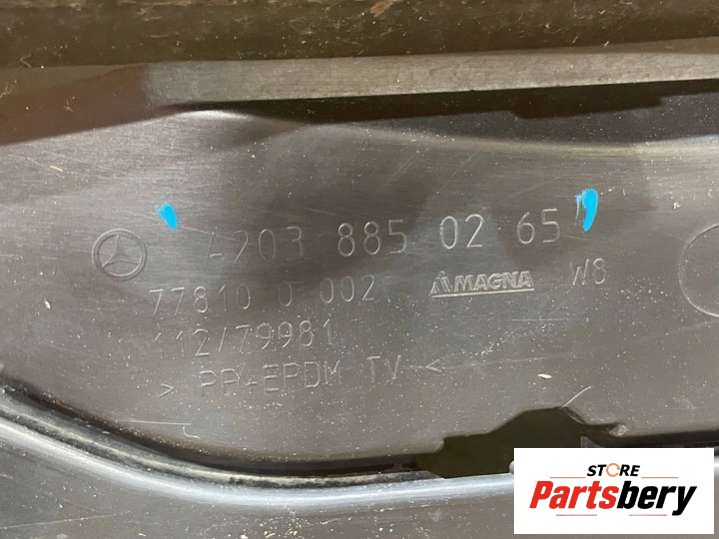 A203 885 02 65
77810 0 002
MAGNA W8
112/79981
> PP+EPDM TV <
STORE
Partsbery